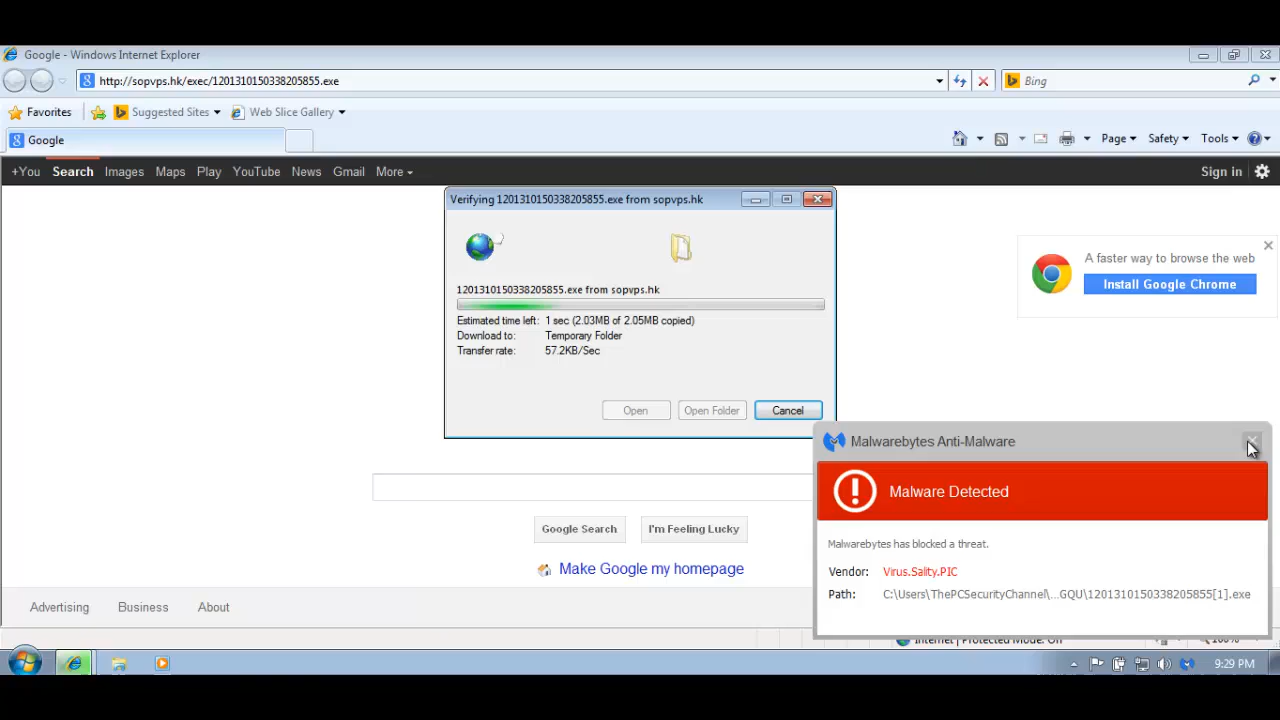 Google - Windows Internet Explorer
http://sopvps.hk/exec/1201310150338205855.exe
Bing
Favorites
Suggested Sites
Web Slice Gallery
Google
Page
Safety
Tools
+You Search Images Maps Play YouTube News Gmail More
Sign in
Verifying 1201310150338205855.exe from sopvps.hk
1201310150338205855.exe from sopvps.hk
Estimated time left: 1 sec (2.03MB of 2.05MB copied)
Download to: Temporary Folder
Transfer rate: 57.2KB/Sec
Open
Open Folder
Cancel
A faster way to browse the web
Install Google Chrome
Google Search
I'm Feeling Lucky
Make Google my homepage
Advertising
Business
About
Malwarebytes Anti-Malware
Malware Detected
Malwarebytes has blocked a threat.
Vendor: Virus.Sality.PIC
Path: C:\Users\ThePCSecurityChannel\...GQU\1201310150338205855[1].exe
Internet | Protected Mode: On
9:29 PM